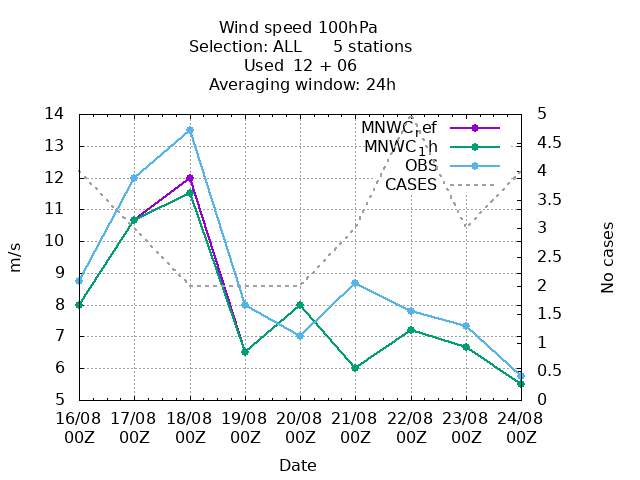 Wind speed 100hPa
Selection: ALL      5 stations
Used  12 + 06
Averaging window: 24h
14
13
12
11
10
9
8
7
6
5
m/s
5
4.5
4
3.5
3
2.5
2
1.5
1
0.5
0
No cases
MNWC_ref
MNWC_1h
OBS
CASES
16/08 17/08 18/08 19/08 20/08 21/08 22/08 23/08 24/08
00Z 00Z 00Z 00Z 00Z 00Z 00Z 00Z 00Z
Date